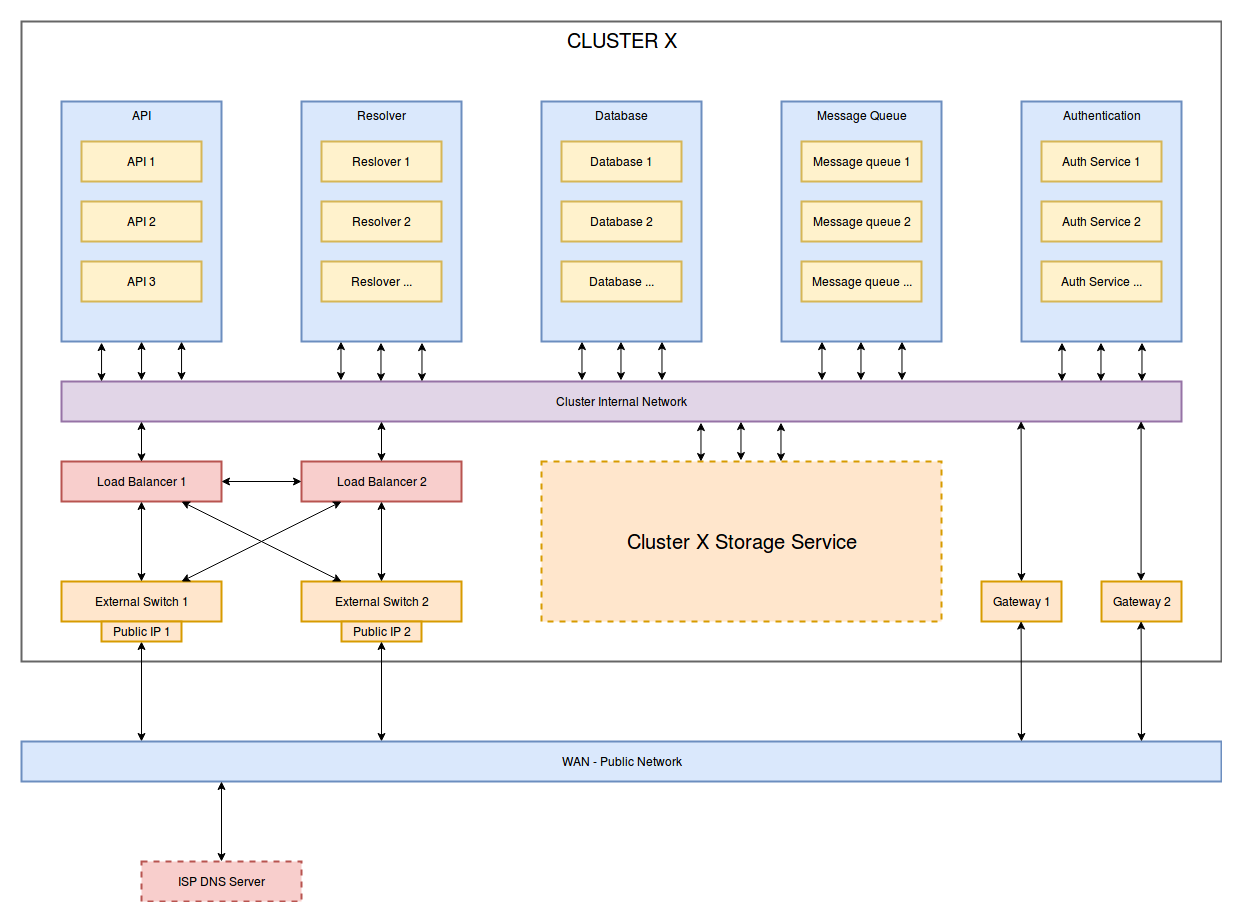 CLUSTER X
API
Resolver
Database
Message Queue
Authentication
API 1
Reslover 1
Database 1
Message queue 1
Auth Service 1
API 2
Resolver 2
Database 2
Message queue 2
Auth Service 2
API 3
Reslover ...
Database ...
Message queue ...
Auth Service ...
Cluster Internal Network
Load Balancer 1
Load Balancer 2
Cluster X Storage Service
External Switch 1
External Switch 2
Gateway 1
Gateway 2
Public IP 1
Public IP 2
WAN - Public Network
ISP DNS Server